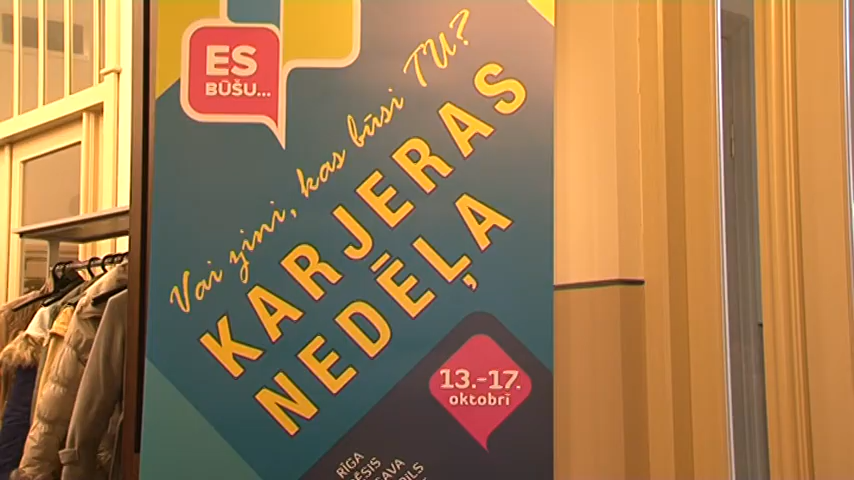 ES
BŪŠU...
Vai zini, kas būsi TU?
KARJERAS
NEDĒĻA
13.-17.
oktobrī
RĪGA